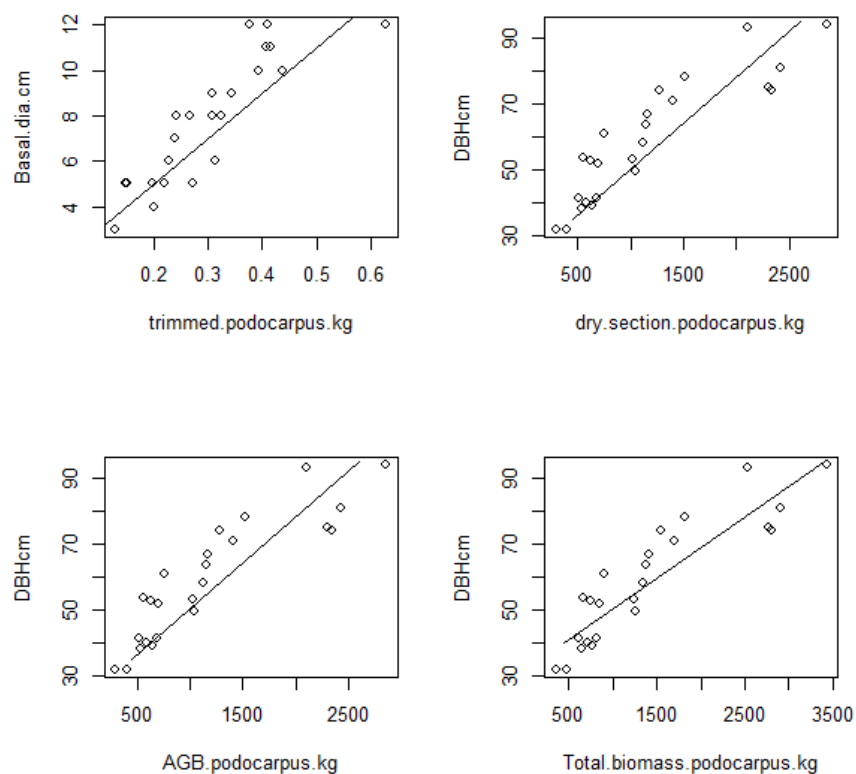 Basal.dia.cm
12
10
8
6
4
0.2 0.3 0.4 0.5 0.6
trimmed.podocarpus.kg
DBHcm
90
70
50
30
500 1500 2500
dry.section.podocarpus.kg
DBHcm
90
70
50
30
500 1500 2500
AGB.podocarpus.kg
DBHcm
90
70
50
30
500 1500 2500 3500
Total.biomass.podocarpus.kg